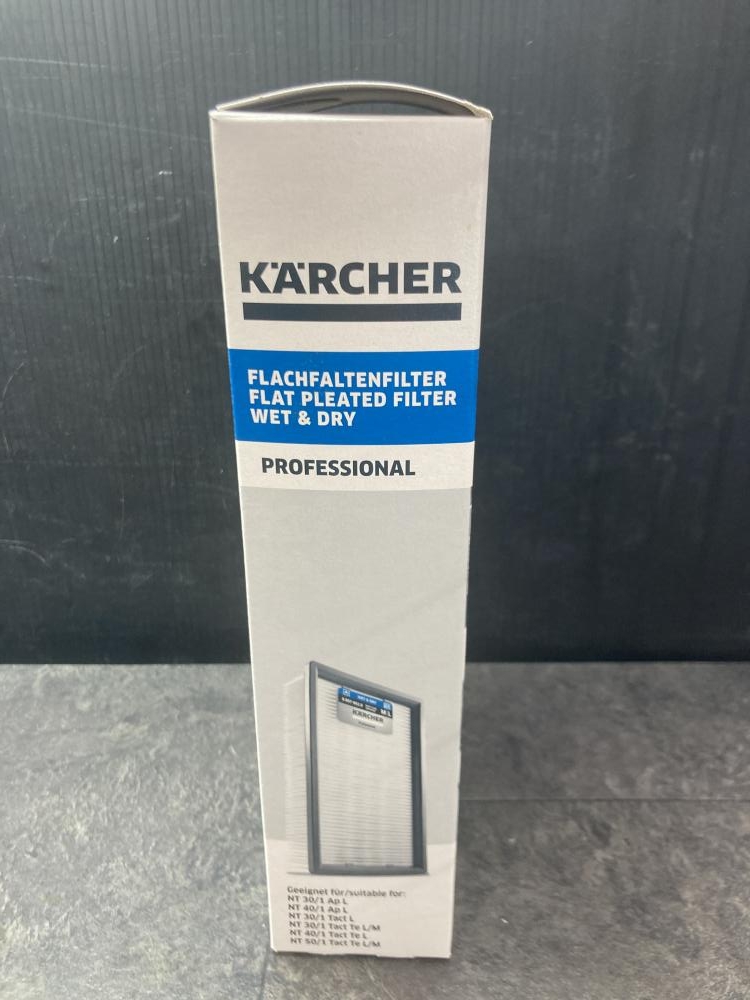 KÄRCHER
FLACHFALTENFILTER
FLAT PLEATED FILTER
WET & DRY
PROFESSIONAL
WET & DRY
M/L
KÄRCHER
Geeignet für/suitable for:
NT 30/1 Ap L
NT 40/1 Ap L
NT 30/1 Tact L
NT 30/1 Tact Te L/M
NT 40/1 Tact Te L
NT 50/1 Tact Te L/M